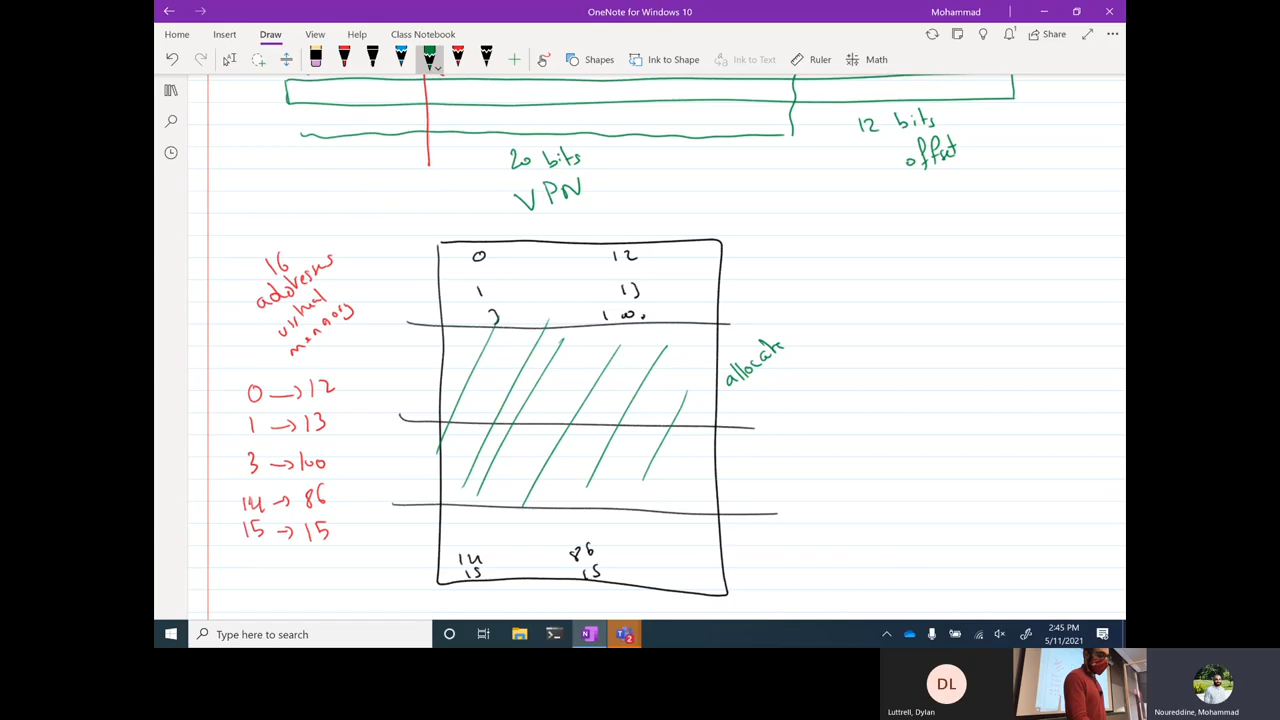 OneNote for Windows 10
Mohammad
Home
Insert
Draw
View
Help
Class Notebook
Share
Shapes
Ink to Shape
Ink to Text
Ruler
Math
12 bits
offset
20 bits
VPN
16
addresses
virtual
memory
0 → 12
1 → 13
3 → 100
14 → 86
15 → 15
0 12
1 13
3 100
allocate
14 86
15 15
Type here to search
2
2:45 PM
5/11/2021
DL
Luttrell, Dylan
Noureddine, Mohammad